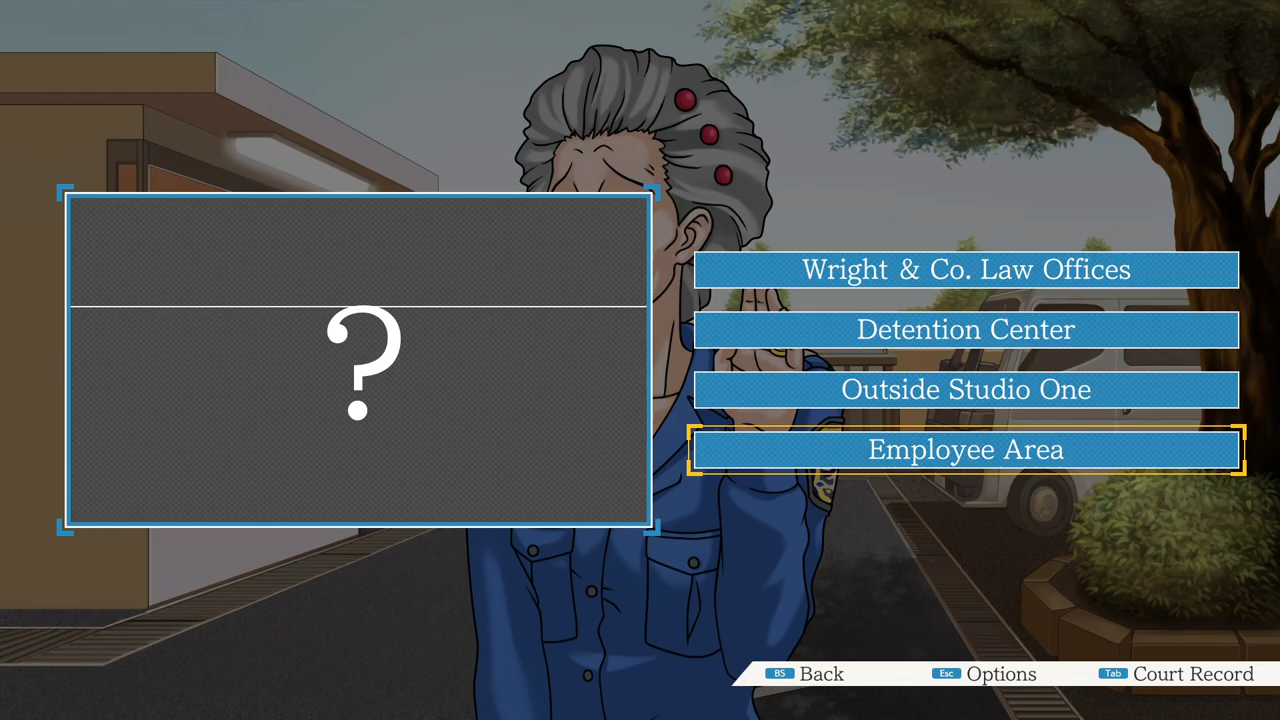 ?
Wright & Co. Law Offices
Detention Center
Outside Studio One
Employee Area
BS Back
Esc Options
Tab Court Record